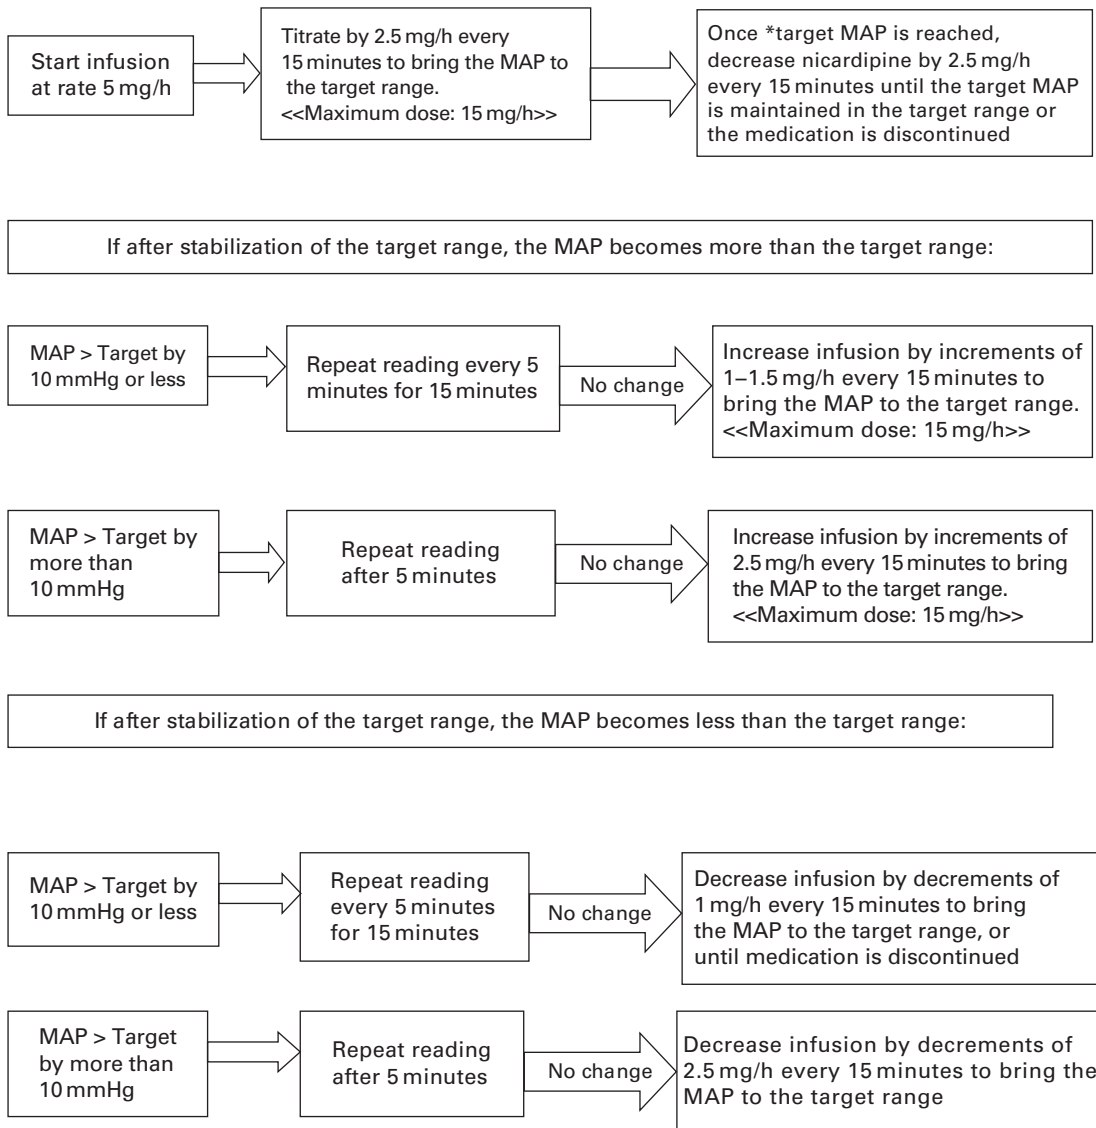 Start infusion
at rate 5 mg/h
Titrate by 2.5 mg/h every
15 minutes to bring the MAP to
the target range.
<<Maximum dose: 15 mg/h>>
Once *target MAP is reached,
decrease nicardipine by 2.5 mg/h
every 15 minutes until the target MAP
is maintained in the target range or
the medication is discontinued
If after stabilization of the target range, the MAP becomes more than the target range:
MAP > Target by
10 mmHg or less
Repeat reading every 5
minutes for 15 minutes
No change
Increase infusion by increments of
1–1.5 mg/h every 15 minutes to
bring the MAP to the target range.
<<Maximum dose: 15 mg/h>>
MAP > Target by
more than
10 mmHg
Repeat reading
after 5 minutes
No change
Increase infusion by increments of
2.5 mg/h every 15 minutes to bring
the MAP to the target range.
<<Maximum dose: 15 mg/h>>
If after stabilization of the target range, the MAP becomes less than the target range:
MAP > Target by
10 mmHg or less
Repeat reading
every 5 minutes
for 15 minutes
No change
Decrease infusion by decrements of
1 mg/h every 15 minutes to bring
the MAP to the target range, or
until medication is discontinued
MAP > Target
by more than
10 mmHg
Repeat reading
after 5 minutes
No change
Decrease infusion by decrements of
2.5 mg/h every 15 minutes to bring the
MAP to the target range